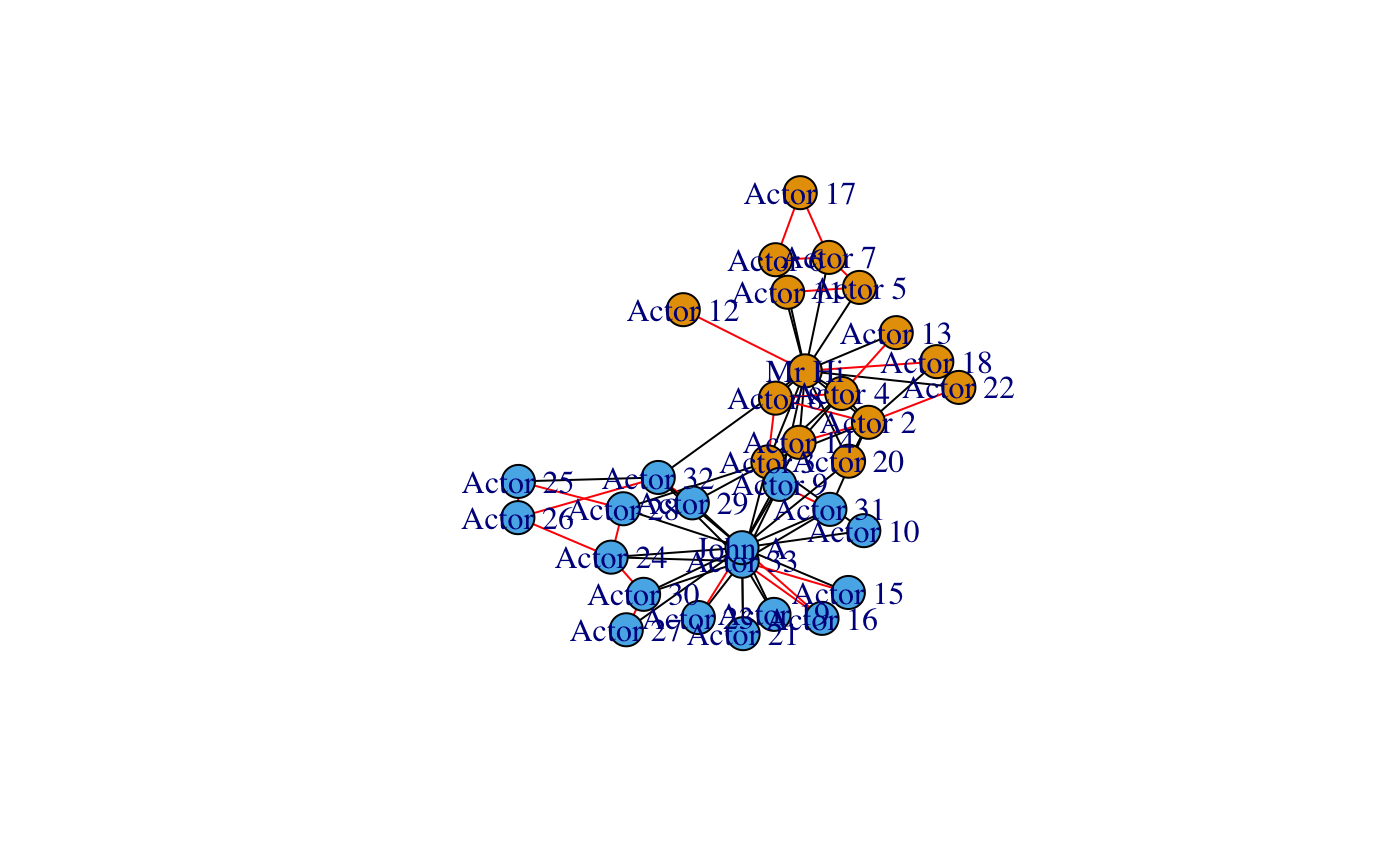 Actor 17
Actor 6
Actor 7
Actor 11
Actor 5
Actor 12
Actor 13
Actor 18
Mr Hi
Actor 22
Actor 8
Actor 4
Actor 2
Actor 14
Actor 3
Actor 20
Actor 25
Actor 32
Actor 9
Actor 29
Actor 26
Actor 28
Actor 31
Actor 10
John A
Actor 24
Actor 33
Actor 30
Actor 15
Actor 19
Actor 23
Actor 16
Actor 27
Actor 21